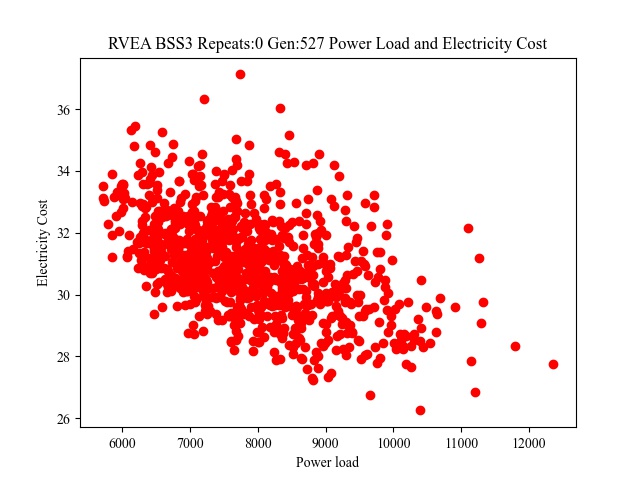 RVEA BSS3 Repeats:0 Gen:527 Power Load and Electricity Cost
36
34
32
30
28
26
Electricity Cost
6000 7000 8000 9000 10000 11000 12000
Power load